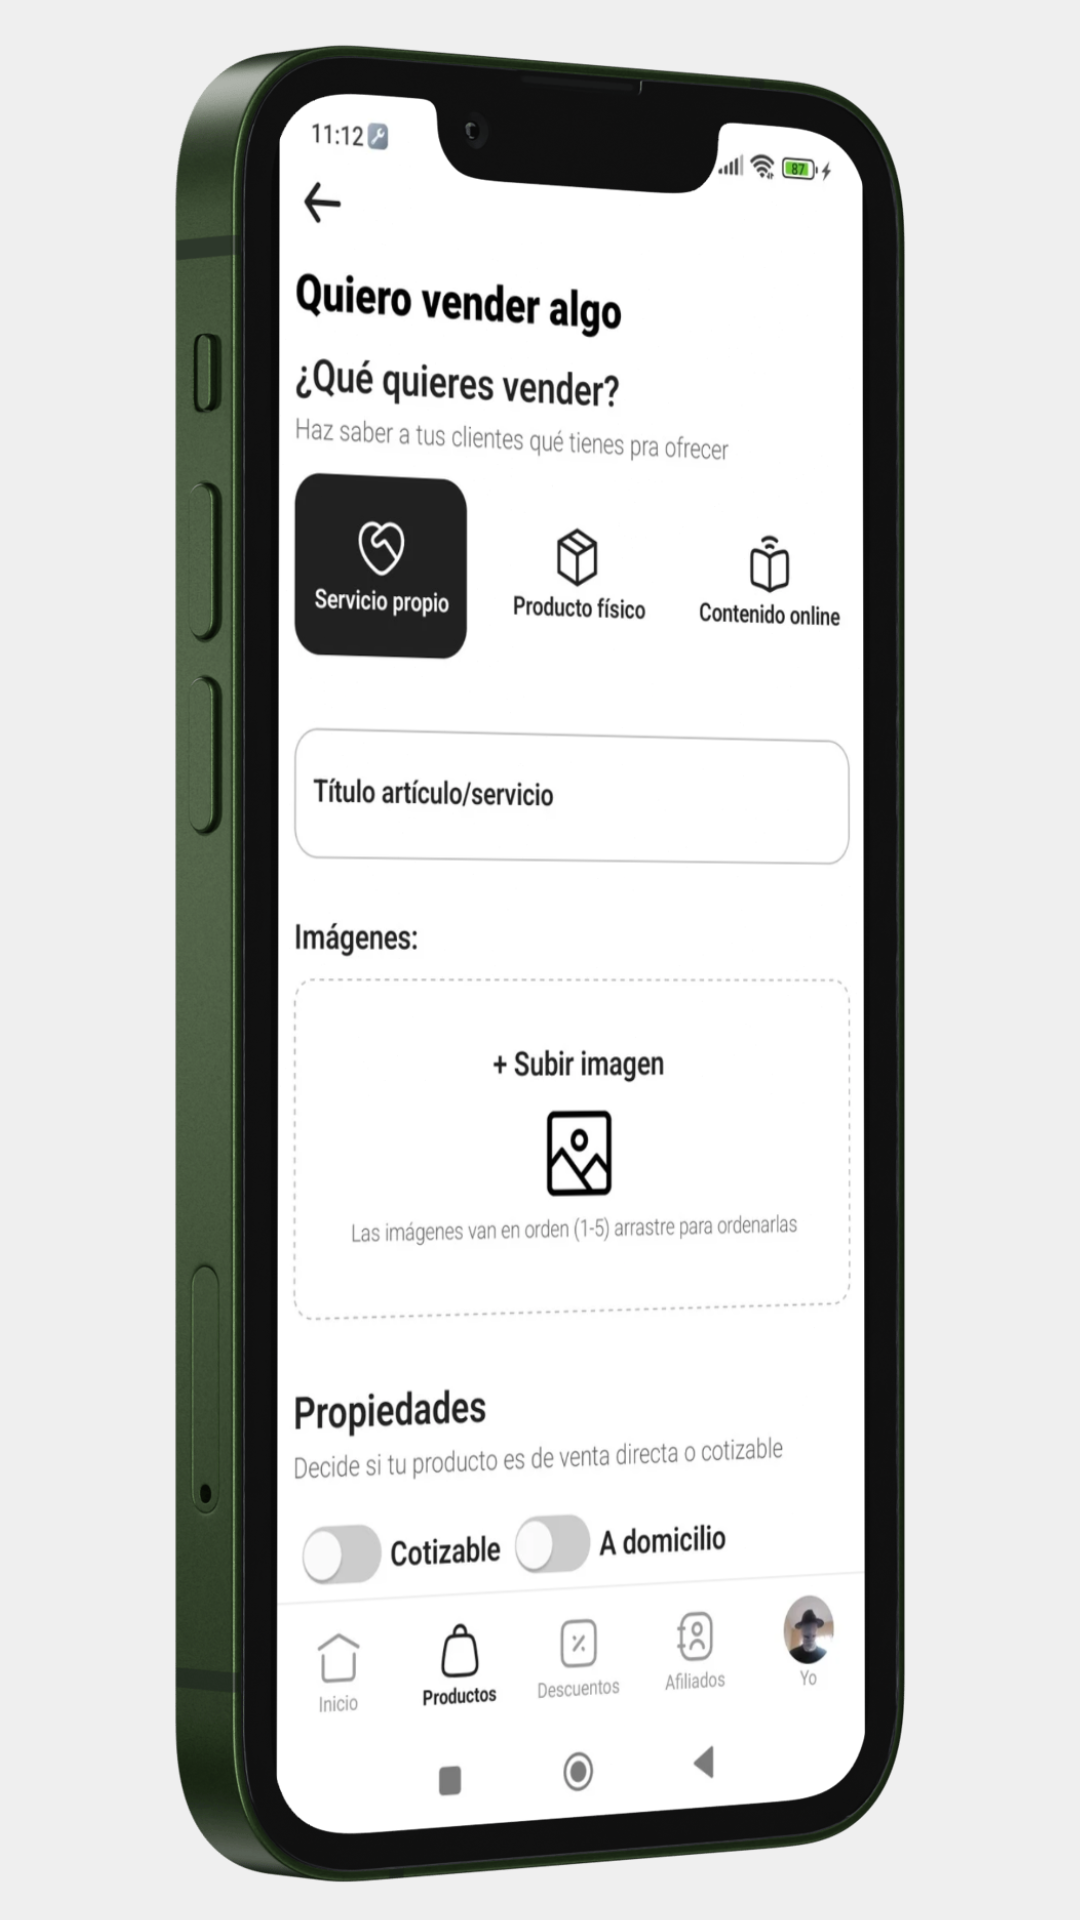 11:12
87
Quiero vender algo
¿Qué quieres vender?
Haz saber a tus clientes qué tienes pra ofrecer
Servicio propio
Producto físico
Contenido online
Título artículo/servicio
Imágenes:
+ Subir imagen
Las imágenes van en orden (1-5) arrastre para ordenarlas
Propiedades
Decide si tu producto es de venta directa o cotizable
Cotizable
A domicilio
Inicio
Productos
Descuentos
Afiliados
Yo